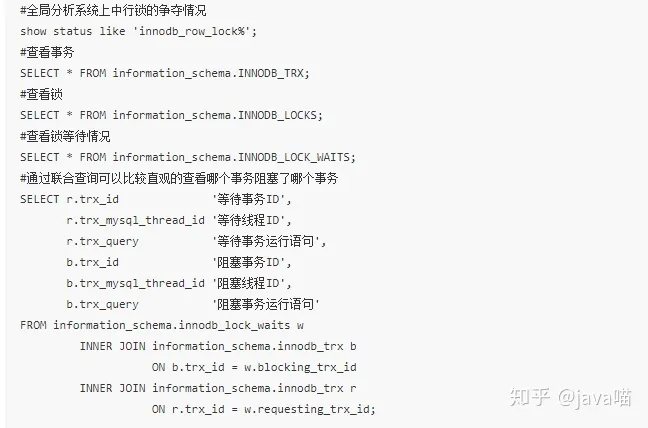 #全局分析系统上中行锁的争夺情况
show status like 'innodb_row_lock%';
#查看事务
SELECT * FROM information_schema.INNODB_TRX;
#查看锁
SELECT * FROM information_schema.INNODB_LOCKS;
#查看锁等待情况
SELECT * FROM information_schema.INNODB_LOCK_WAITS;
#通过联合查询可以比较直观的查看哪个事务阻塞了哪个事务
SELECT r.trx_id              '等待事务ID',
       r.trx_mysql_thread_id '等待线程ID',
       r.trx_query           '等待事务运行语句',
       b.trx_id              '阻塞事务ID',
       b.trx_mysql_thread_id '阻塞线程ID',
       b.trx_query           '阻塞事务运行语句'
FROM information_schema.innodb_lock_waits w
         INNER JOIN information_schema.innodb_trx b
                    ON b.trx_id = w.blocking_trx_id
         INNER JOIN information_schema.innodb_trx r
                    ON r.trx_id = w.requesting_trx_id;
知乎 @java喵